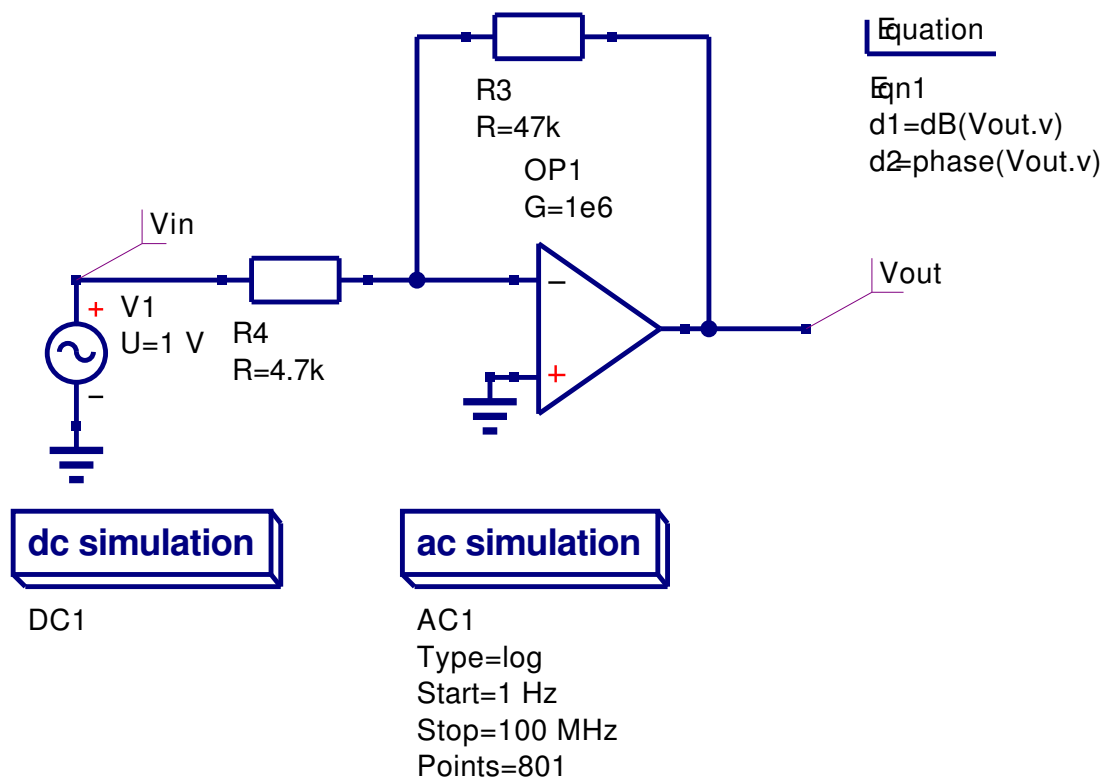 R3
R=47k
OP1
G=1e6
Equation
Eqn1
d1=dB(Vout.v)
d2=phase(Vout.v)
Vin
+
V1
U=1 V
−
R4
R=4.7k
−
+
Vout
dc simulation
DC1
ac simulation
AC1
Type=log
Start=1 Hz
Stop=100 MHz
Points=801